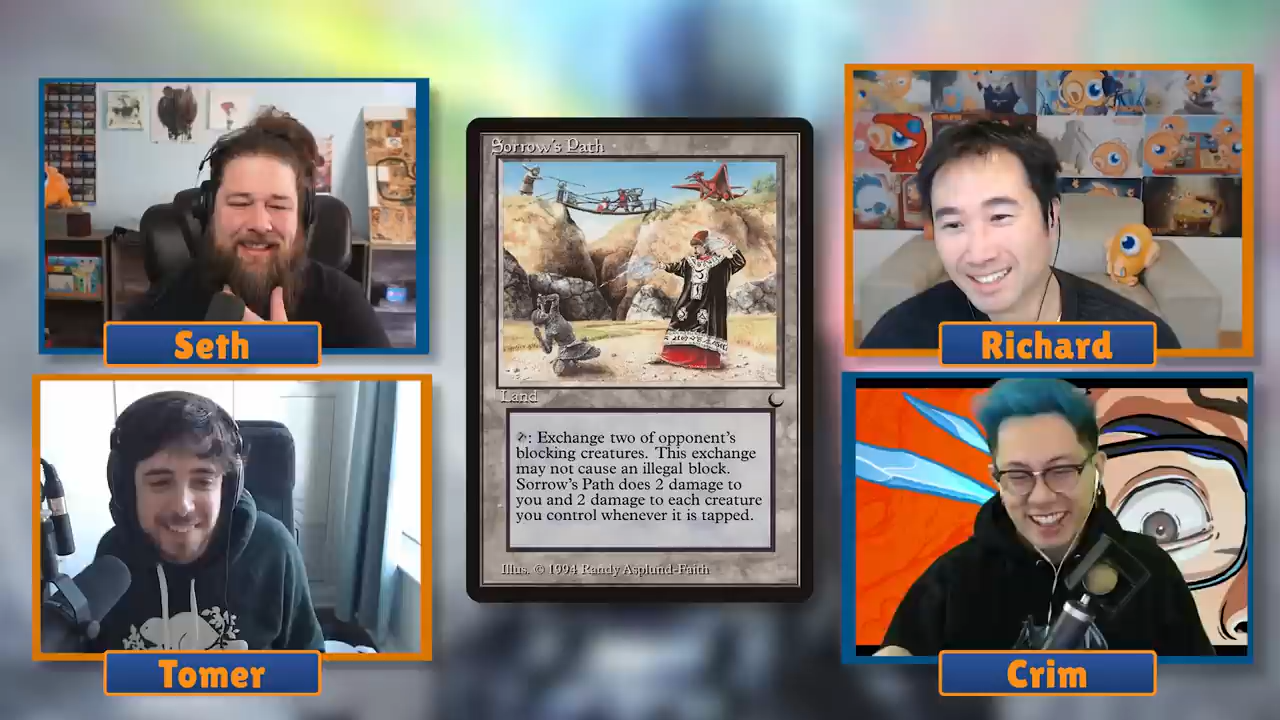 Seth
Sorrow's Path
Land
: Exchange two of opponent's
blocking creatures. This exchange
may not cause an illegal block.
Sorrow's Path does 2 damage to
you and 2 damage to each creature
you control whenever it is tapped.
Illus. © 1994 Randy Asplund-Faith
Richard
Tomer
Crim